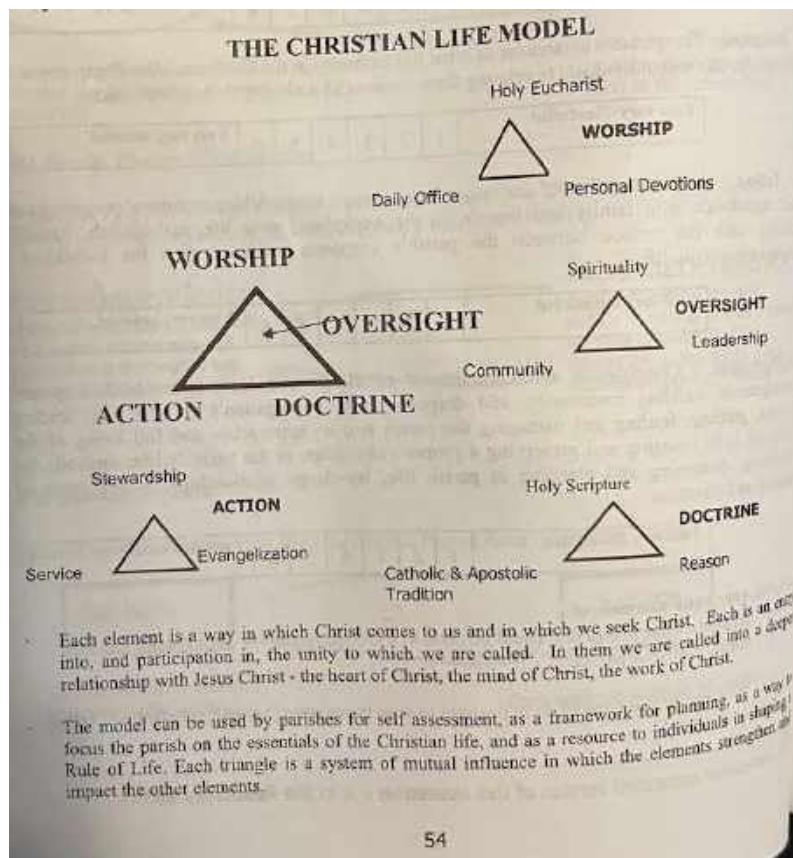 THE CHRISTIAN LIFE MODEL
Holy Eucharist
WORSHIP
Daily Office
Personal Devotions
WORSHIP
OVERSIGHT
ACTION
DOCTRINE
Spirituality
OVERSIGHT
Leadership
Community
Stewardship
ACTION
Service
Evangelization
Holy Scripture
DOCTRINE
Reason
Catholic & Apostolic
Tradition
Each element is a way in which Christ comes to us and in which we seek Christ. Each is an
into, and participation in, the unity to which we are called. In them we are called into a
relationship with Jesus Christ - the heart of Christ, the mind of Christ, the work of Christ.
The model can be used by parishes for self assessment, as a framework for planning, as a way
focus the parish on the essentials of the Christian life, and as a resource to individuals in shaping
Rule of Life. Each triangle is a system of mutual influence in which the elements strengthen
impact the other elements.
54